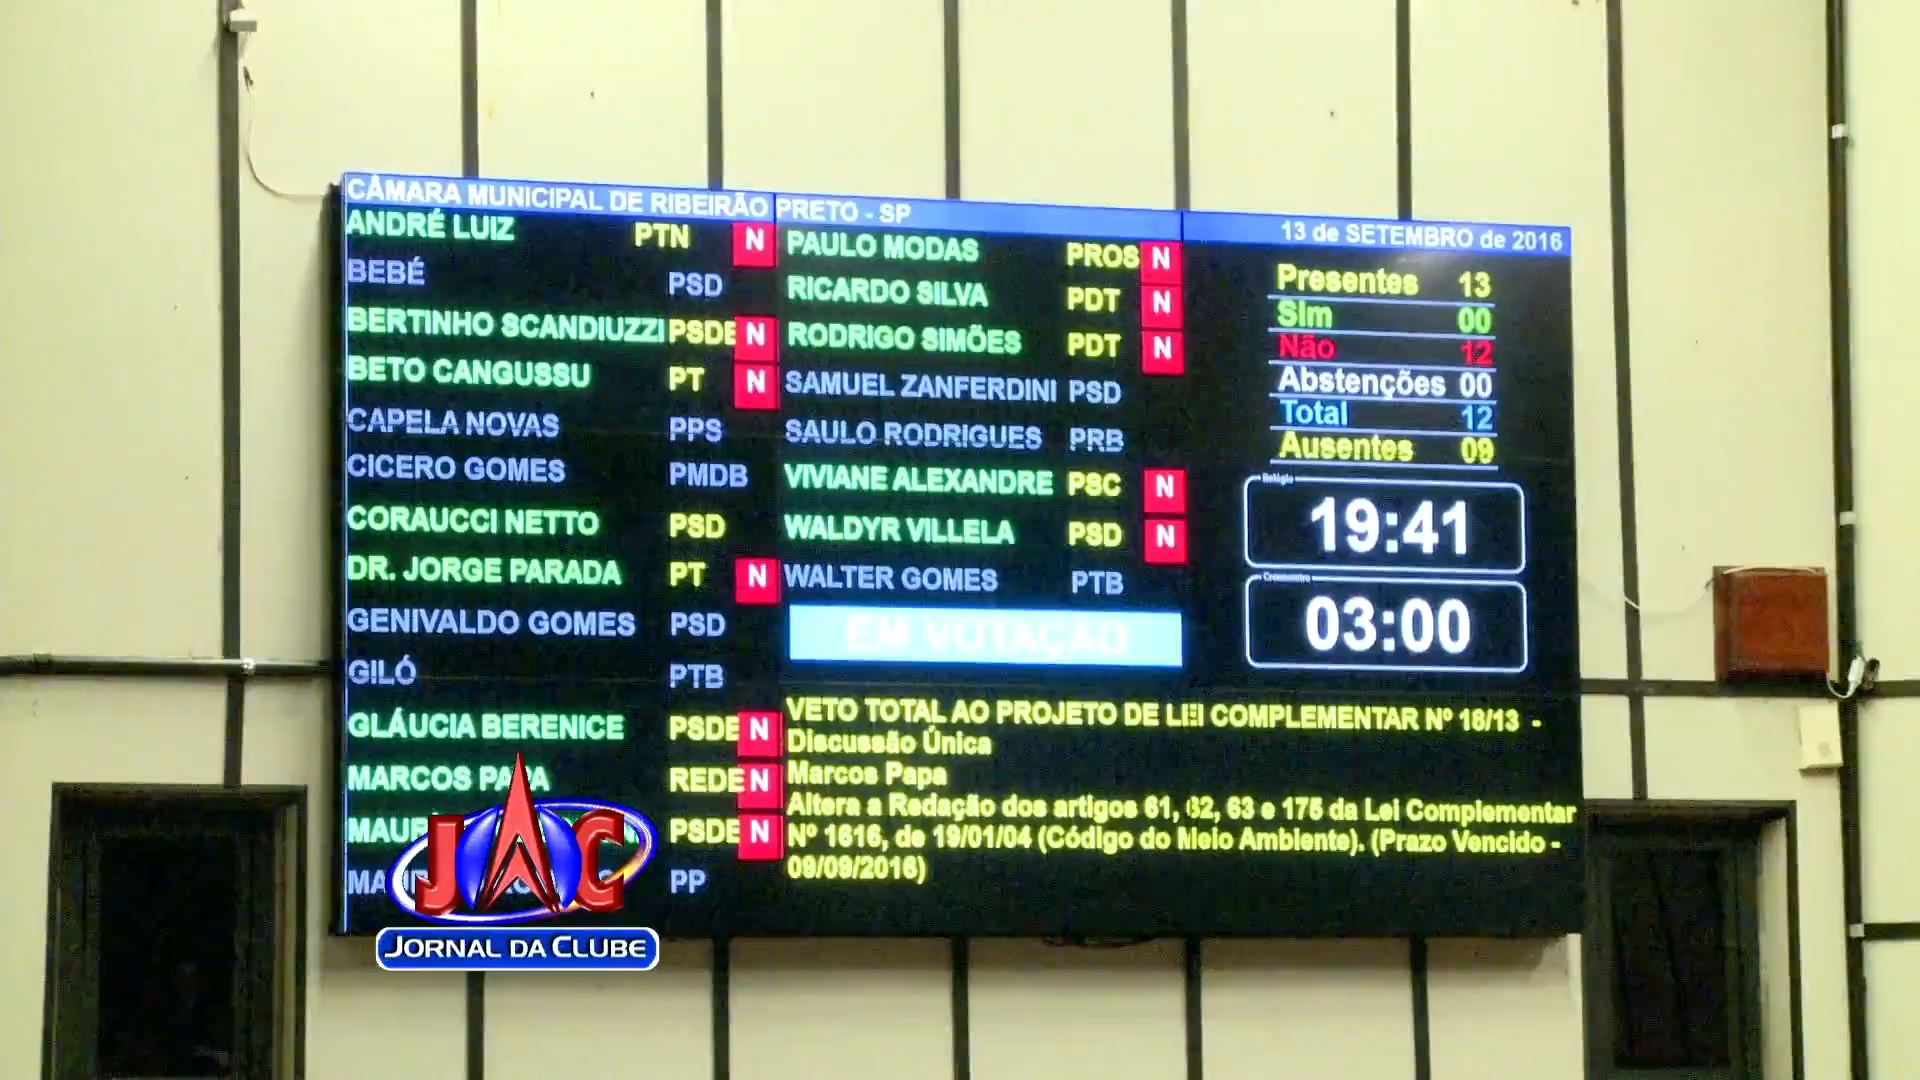 CÂMARA MUNICIPAL DE RIBEIRÃO PRETO - SP
13 de SETEMBRO de 2016
ANDRÉ LUIZ PTN N
BEBÉ PSD
BERTINHO SCANDIUZZI PSDB N
BETO CANGUSSU PT N
CAPELA NOVAS PPS
CICERO GOMES PMDB
CORAUCCI NETTO PSD
DR. JORGE PARADA PT N
GENIVALDO GOMES PSD
GILÓ PTB
GLÁUCIA BERENICE PSDB N
MARCOS PAPA REDE N
PSDB N
PP
PAULO MODAS PROS N
RICARDO SILVA PDT N
RODRIGO SIMÕES PDT N
SAMUEL ZANFERDINI PSD
SAULO RODRIGUES PRB
VIVIANE ALEXANDRE PSC N
WALDYR VILLELA PSD N
WALTER GOMES PTB
EM VOTAÇÃO
VETO TOTAL AO PROJETO DE LEI COMPLEMENTAR Nº 18/13 -
Discussão Única
Marcos Papa
Altera a Redação dos artigos 61, 62, 63 e 175 da Lei Complementar
Nº 1616, de 19/01/04 (Código do Meio Ambiente). (Prazo Vencido -
09/09/2016)
Presentes 13
Sim 00
Não 12
Abstenções 00
Total 12
Ausentes 09
Relógio
19:41
Cronometro
03:00
JAC
JORNAL DA CLUBE